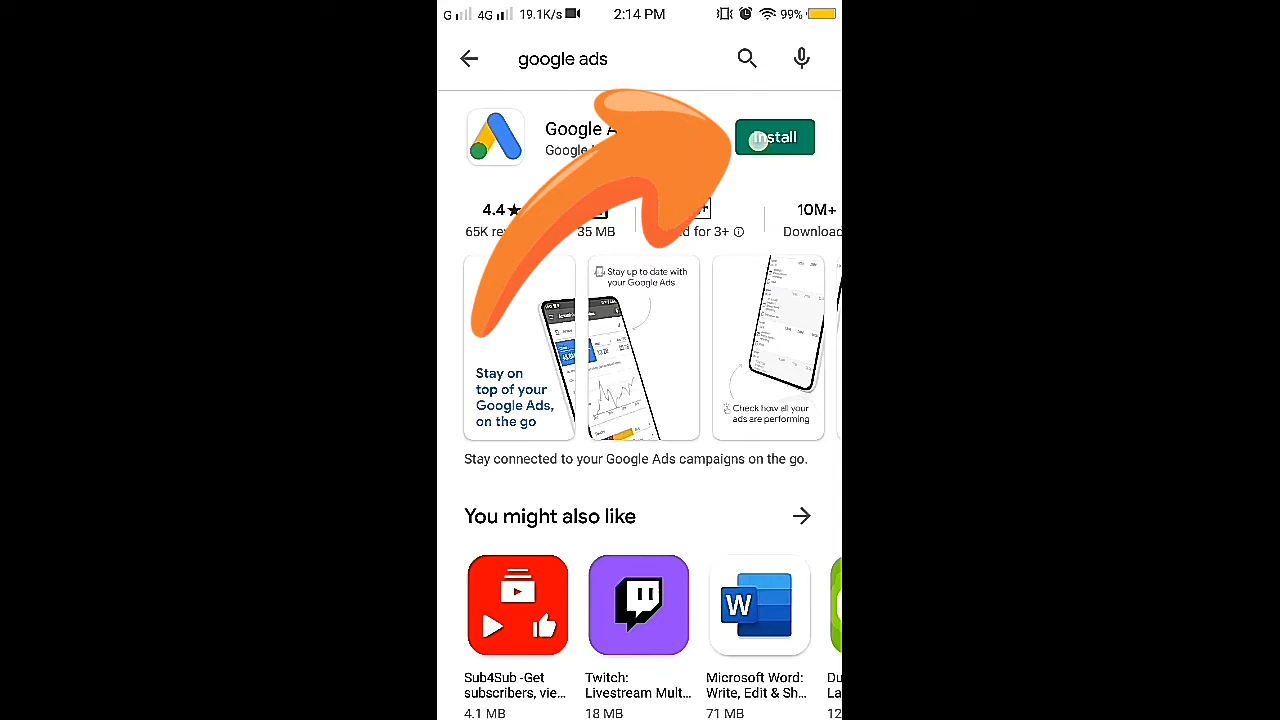 G 4G 19.1K/s 2:14 PM 99%
google ads
Google A
Install
Google
4.4★
10M+
65K re
35 MB
d for 3+
Download
Stay up to date with
your Google Ads
Stay on
top of your
Google Ads,
on the go
Check how all your
ads are performing
Stay connected to your Google Ads campaigns on the go.
You might also like
W
Sub4Sub -Get
subscribers, vie...
4.1 MB
Twitch:
Livestream Mult...
18 MB
Microsoft Word:
Write, Edit & Sh...
71 MB
Du
La
12